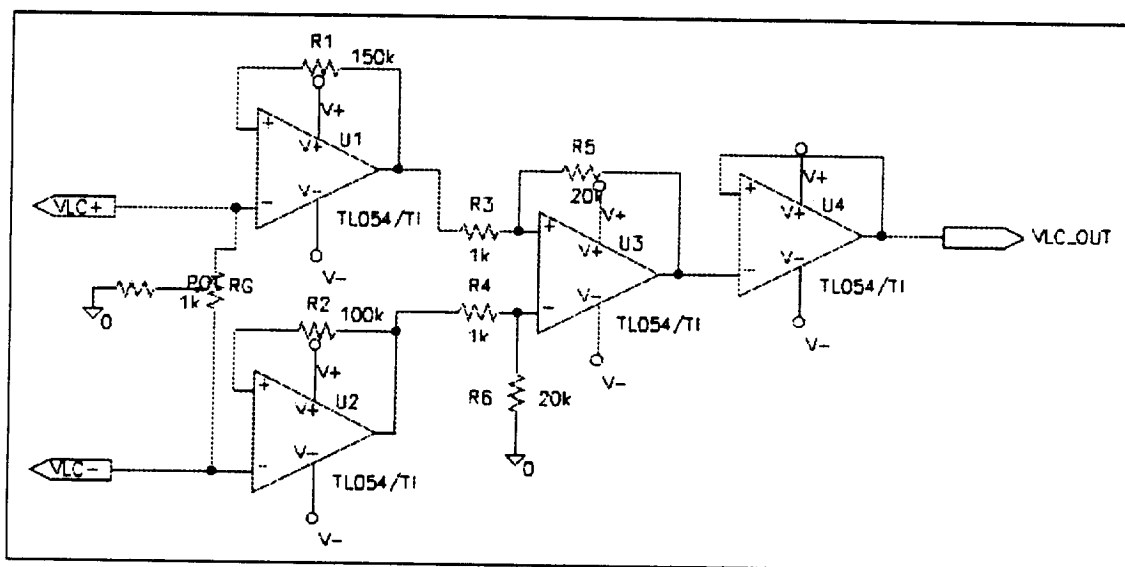 R1
150k
V+
+
V+
U1
V-
-
VLC+
TL054/TI
V-
POT
1k
RG
0
R2
100k
V+
+
V+
U2
V-
-
VLC-
TL054/TI
V-
R3
1k
R4
1k
R5
20k
V+
+
V+
U3
V-
-
TL054/TI
V-
R6
20k
0
V+
+
V+
U4
V-
-
TL054/TI
V-
VLC_OUT